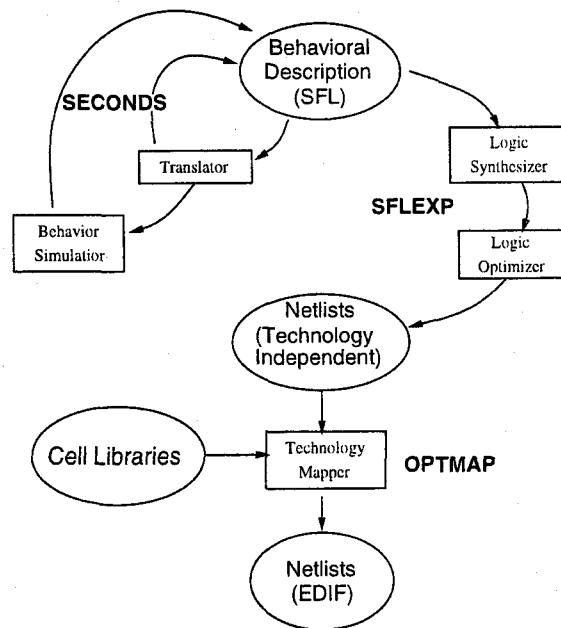 Behavioral
Description
(SFL)
SECONDS
Translator
Behavior
Simulatior
Logic
Synthesizer
SFLEXP
Logic
Optimizer
Netlists
(Technology
Independent)
Cell Libraries
Technology
Mapper
OPTMAP
Netlists
(EDIF)